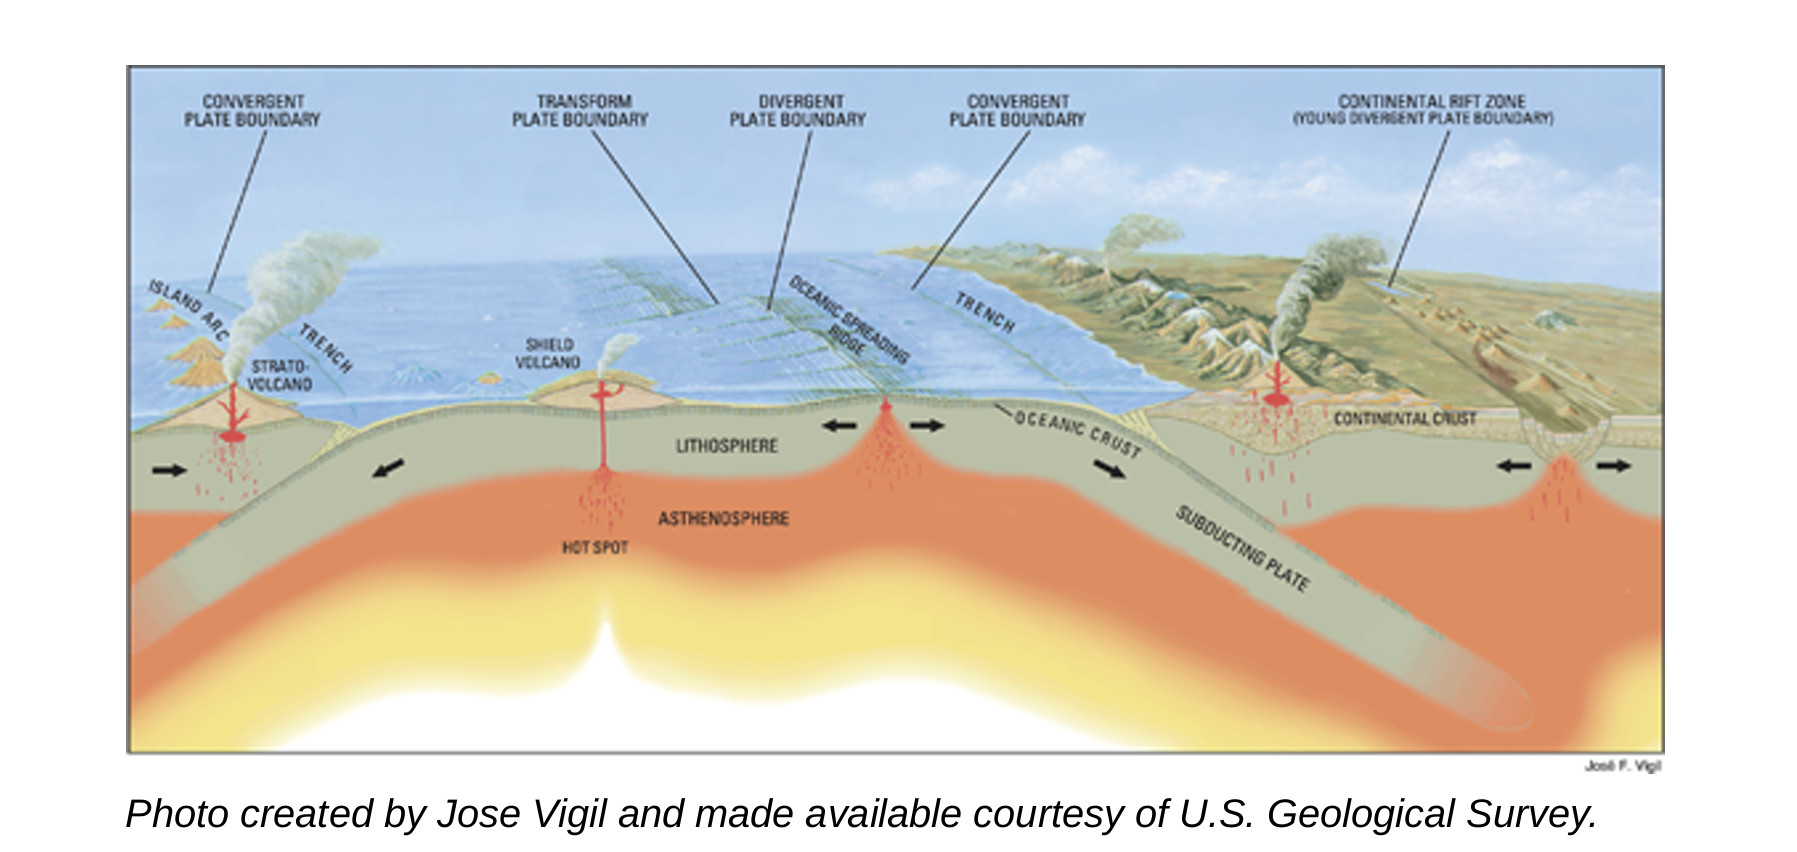 CONVERGENT
PLATE BOUNDARY
TRANSFORM
PLATE BOUNDARY
DIVERGENT
PLATE BOUNDARY
CONVERGENT
PLATE BOUNDARY
CONTINENTAL RIFT ZONE
(YOUNG DIVERGENT PLATE BOUNDARY)
ISLAND ARC
TRENCH
STRATO-
VOLCANO
SHIELD
VOLCANO
OCEANIC SPREADING
RIDGE
TRENCH
LITHOSPHERE
OCEANIC CRUST
CONTINENTAL CRUST
ASTHENOSPHERE
HOT SPOT
SUBDUCTING PLATE
José F. Vigil
Photo created by Jose Vigil and made available courtesy of U.S. Geological Survey.